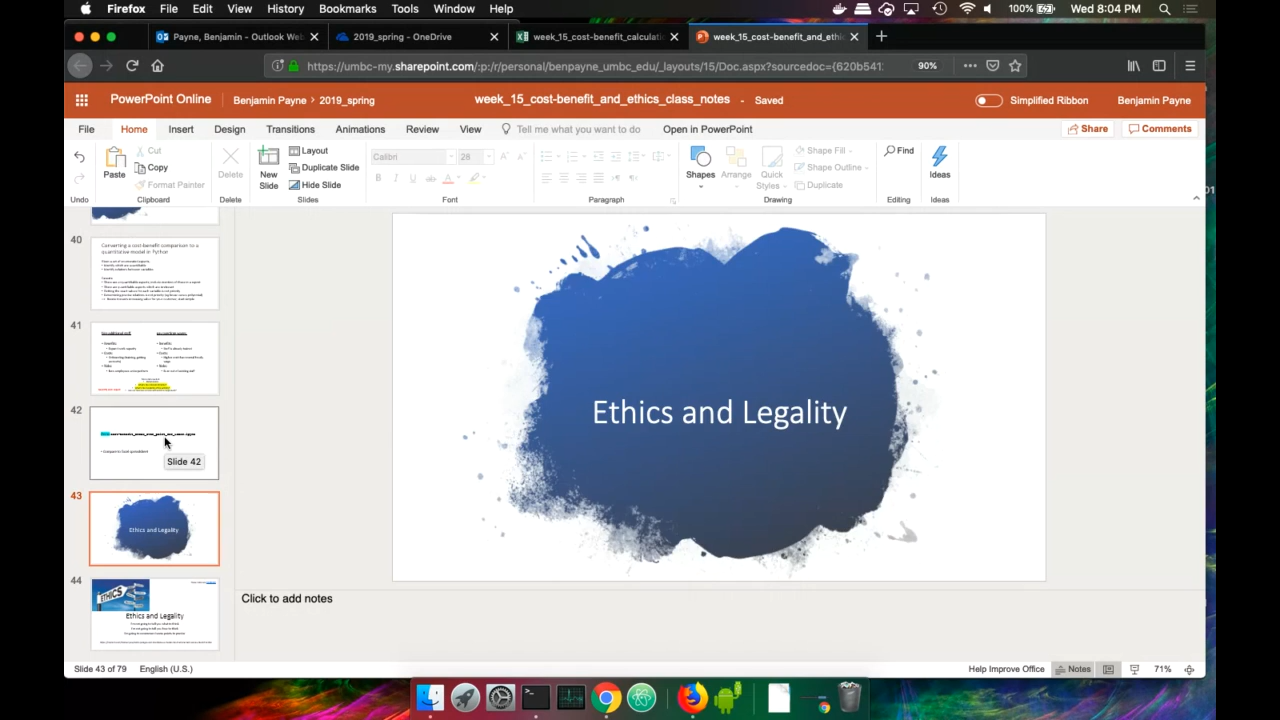 Firefox File Edit View History Bookmarks Tools Window Help 100% Wed 8:04 PM
Payne, Benjamin - Outlook Web 2019_spring - OneDrive week_15_cost-benefit_calculati week_15_cost-benefit_and_ethic
https://umbc-my.sharepoint.com/:p:/r/personal/benpayne_umbc_edu/_layouts/15/Doc.aspx?sourcedoc={620b541 90%
PowerPoint Online Benjamin Payne > 2019_spring week_15_cost-benefit_and_ethics_class_notes - Saved Simplified Ribbon Benjamin Payne
File Home Insert Design Transitions Animations Review View Tell me what you want to do Open in PowerPoint Share Comments
Undo
Paste
Cut
Copy
Format Painter
Clipboard
Delete
Delete
New Slide
Layout
Duplicate Slide
Hide Slide
Slides
Calibri 28
Font
Paragraph
Shapes
Arrange
Quick Styles
Shape Fill
Shape Outline
Duplicate
Drawing
Find
Editing
Ideas
Ideas
40
Converting a cost-benefit comparison to a
quantitative model in Python
41
42
Slide 42
43
Ethics and Legality
44
ETHICS
Ethics and Legality
Ethics and Legality
Click to add notes
Slide 43 of 79 English (U.S.) Help Improve Office Notes 71%